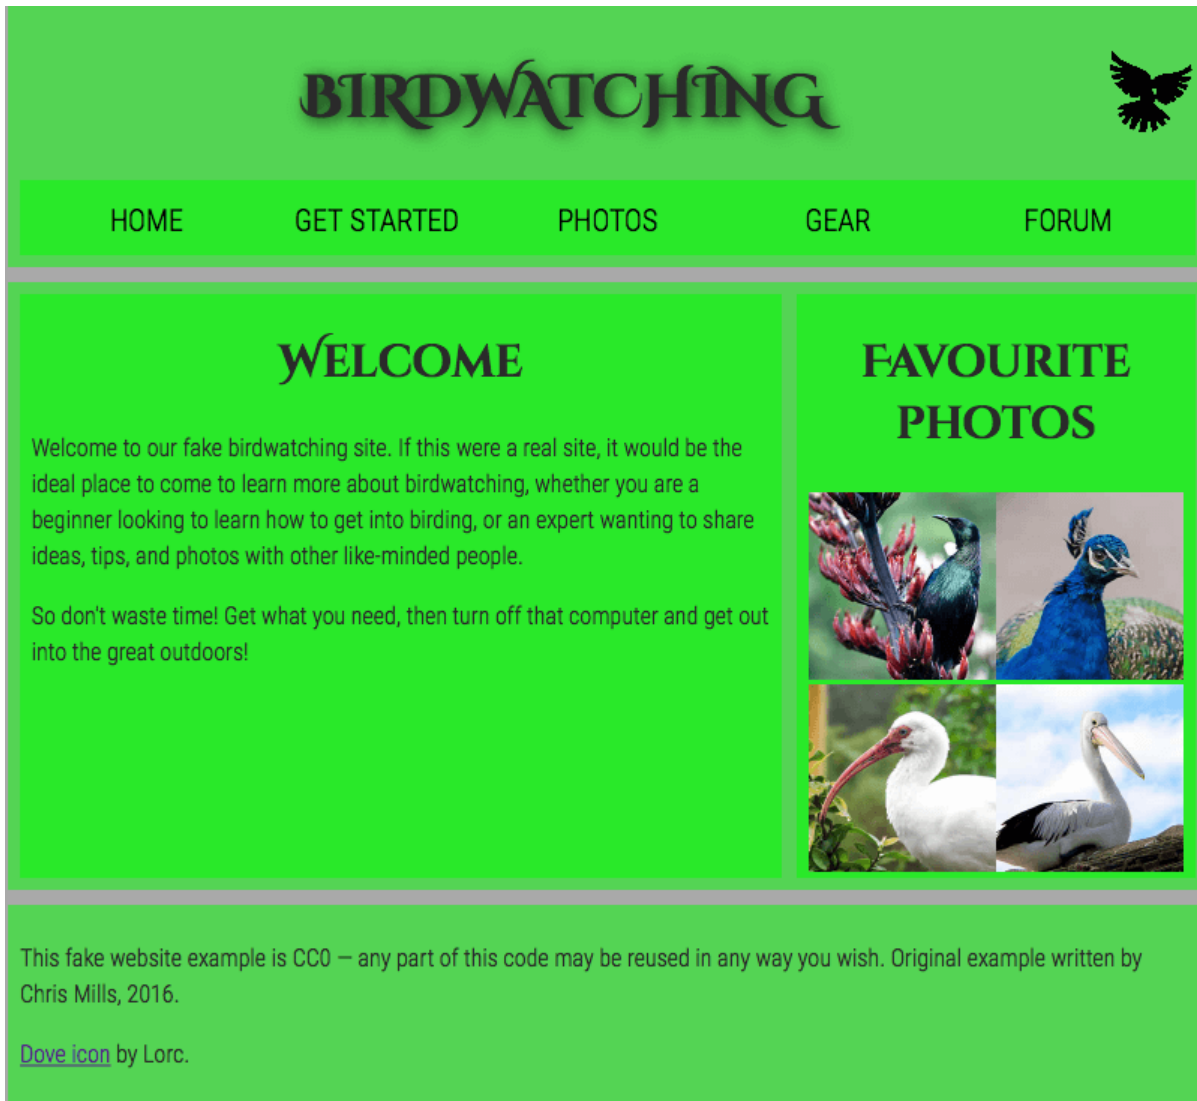 BIRDWATCHING
HOME GET STARTED PHOTOS GEAR FORUM
WELCOME
Welcome to our fake birdwatching site. If this were a real site, it would be the
ideal place to come to learn more about birdwatching, whether you are a
beginner looking to learn how to get into birding, or an expert wanting to share
ideas, tips, and photos with other like-minded people.
So don't waste time! Get what you need, then turn off that computer and get out
into the great outdoors!
FAVOURITE
PHOTOS
This fake website example is CC0 — any part of this code may be reused in any way you wish. Original example written by
Chris Mills, 2016.
Dove icon by Lorc.